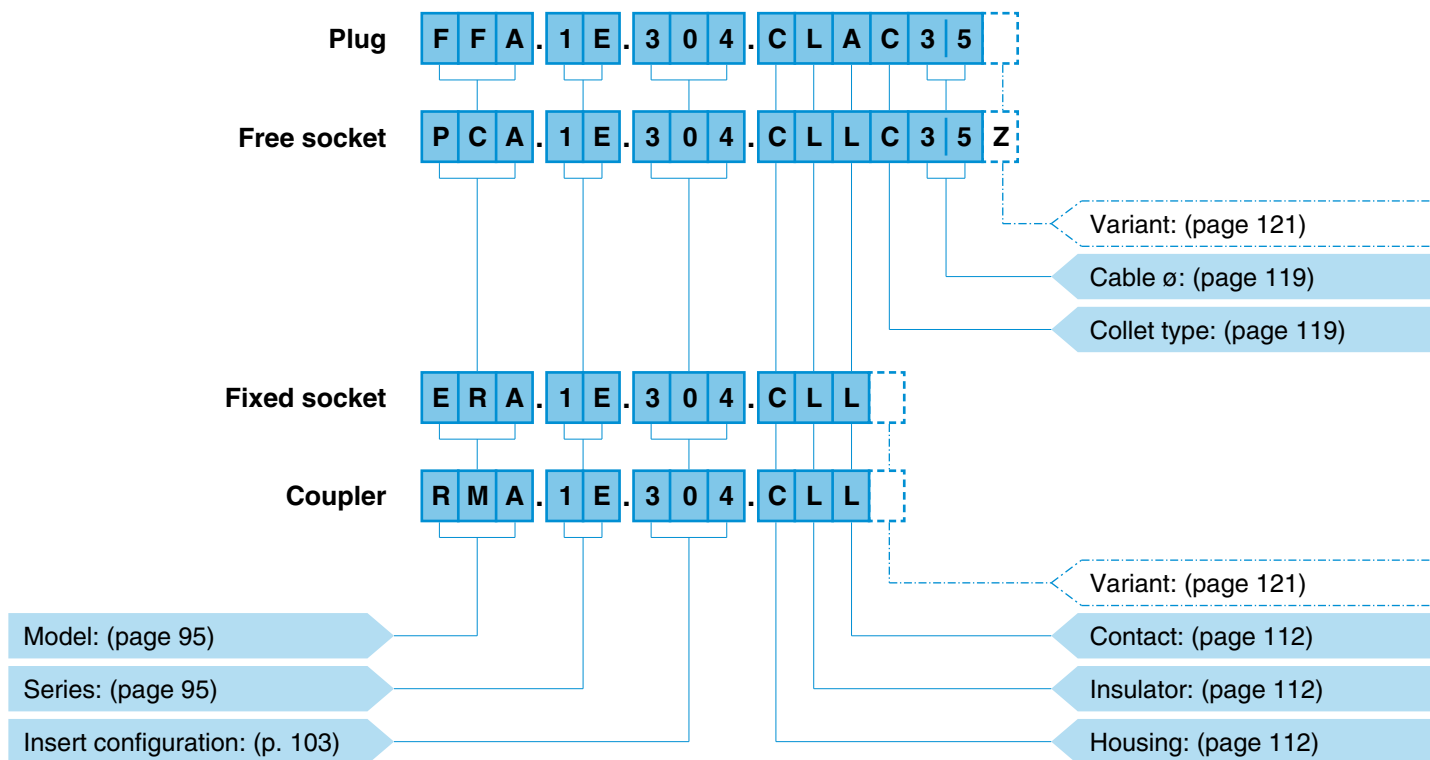 Plug FFA.1E.304.CLAC35
Free socket PCA.1E.304.CLLC35Z
Variant: (page 121)
Cable ø: (page 119)
Collet type: (page 119)
Fixed socket ERA.1E.304.CLL
Coupler RMA.1E.304.CLL
Variant: (page 121)
Model: (page 95) Contact: (page 112)
Series: (page 95) Insulator: (page 112)
Insert configuration: (p. 103) Housing: (page 112)